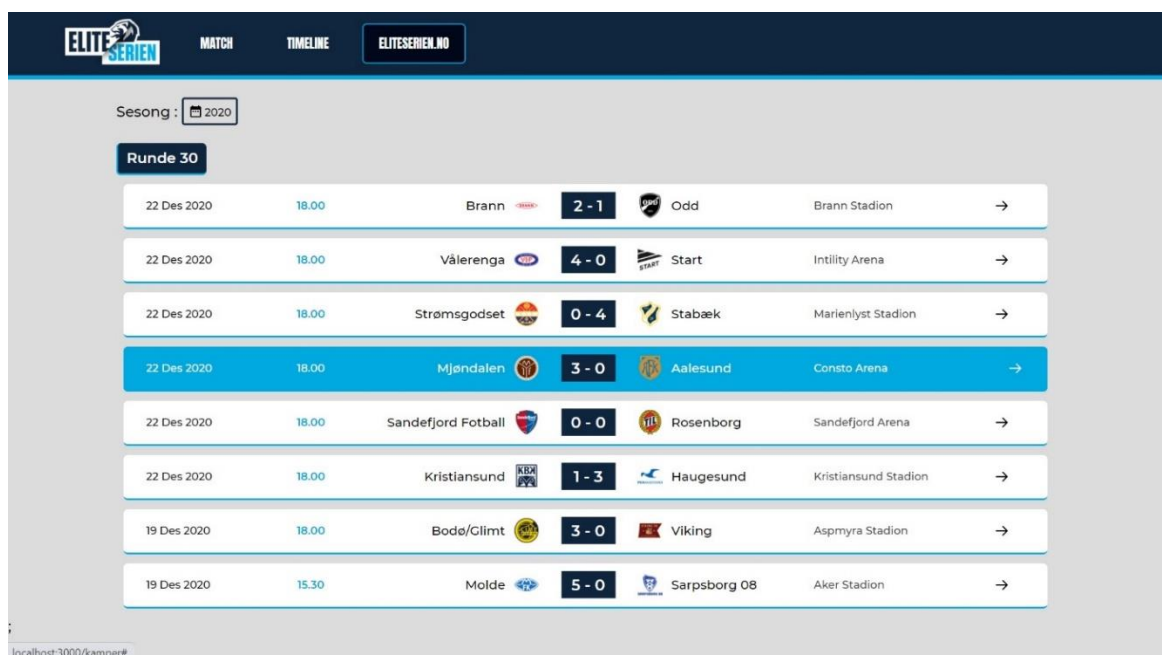 ELITE SERIEN MATCH TIMELINE ELITESERIEN.NO
Sesong : 2020
Runde 30
22 Des 2020 18.00 Brann 2 - 1 Odd Brann Stadion →
22 Des 2020 18.00 Vålerenga 4 - 0 Start Intility Arena →
22 Des 2020 18.00 Strømsgodset 0 - 4 Stabæk Marienlyst Stadion →
22 Des 2020 18.00 Mjøndalen 3 - 0 Aalesund Consto Arena →
22 Des 2020 18.00 Sandefjord Fotball 0 - 0 Rosenborg Sandefjord Arena →
22 Des 2020 18.00 Kristiansund KBK 1 - 3 Haugesund Kristiansund Stadion →
19 Des 2020 18.00 Bodø/Glimt 3 - 0 Viking Aspmyra Stadion →
19 Des 2020 15.30 Molde 5 - 0 Sarpsborg 08 Aker Stadion →
;
localhost:3000/kamper#